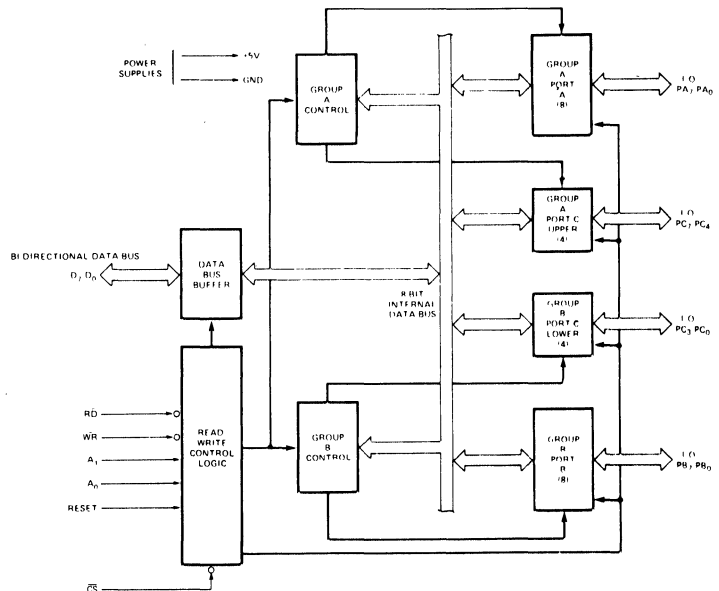 POWER
SUPPLIES
+5V
GND
GROUP
A
CONTROL
GROUP
A
PORT
A
(8)
I O
PA7 PA0
GROUP
A
PORT C
UPPER
(4)
I O
PC7 PC4
BI DIRECTIONAL DATA BUS
D7 D0
DATA
BUS
BUFFER
8 BIT
INTERNAL
DATA BUS
GROUP
B
PORT C
LOWER
(4)
I O
PC3 PC0
RD
WR
A1
A0
RESET
READ
WRITE
CONTROL
LOGIC
GROUP
B
CONTROL
GROUP
B
PORT
B
(8)
I O
PB7 PB0
CS